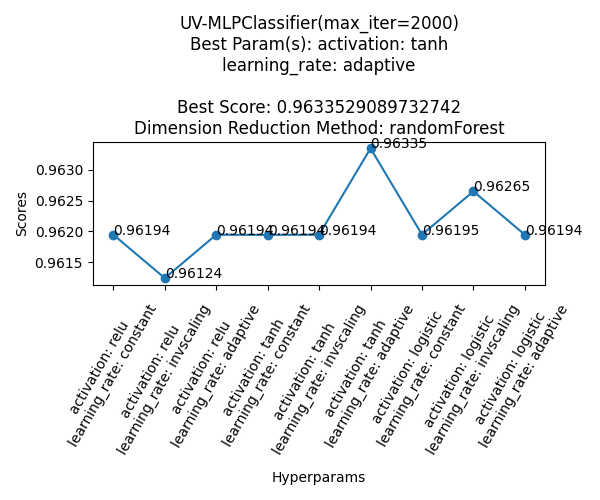 UV-MLPClassifier(max_iter=2000)
Best Param(s): activation: tanh
learning_rate: adaptive
Best Score: 0.9633529089732742
Dimension Reduction Method: randomForest
Scores
0.9630
0.9625
0.9620
0.9615
0.96194
0.96124
0.96194
0.96194
0.96194
0.96335
0.96195
0.96265
0.96194
activation: relu
learning_rate: constant
activation: relu
learning_rate: invscaling
activation: relu
learning_rate: adaptive
activation: tanh
learning_rate: constant
activation: tanh
learning_rate: invscaling
activation: tanh
learning_rate: adaptive
activation: logistic
learning_rate: constant
activation: logistic
learning_rate: invscaling
activation: logistic
learning_rate: adaptive
Hyperparams